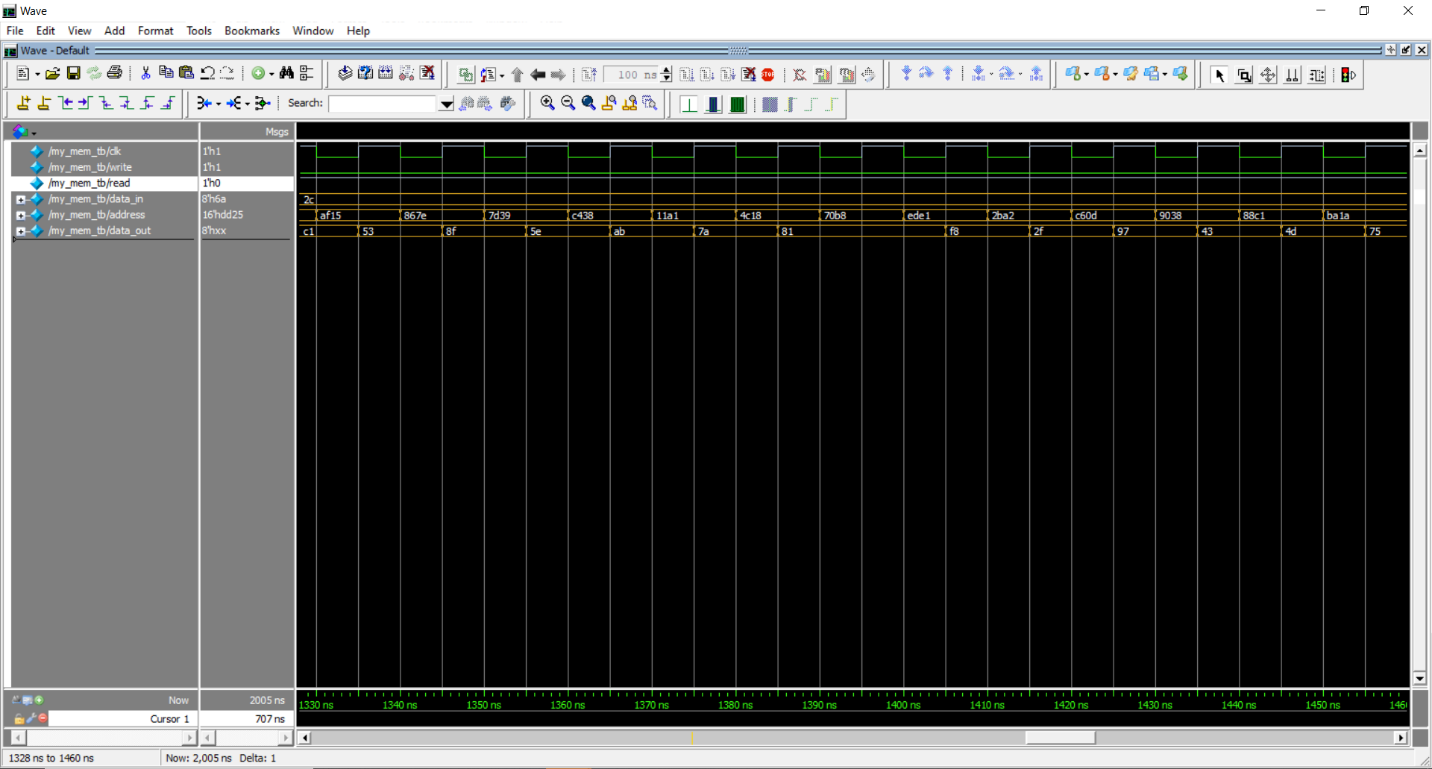 Wave
File Edit View Add Format Tools Bookmarks Window Help
Wave - Default
100 ns
Search:
Msgs
/my_mem_tb/clk 1'h1
/my_mem_tb/write 1'h1
/my_mem_tb/read 1'h0
/my_mem_tb/data_in 8'h6a 2c
/my_mem_tb/address 16'hdd25 af15 867e 7d39 c438 11a1 4c18 70b8 ede1 2ba2 c60d 9038 88c1 ba1a
/my_mem_tb/data_out 8'hxx c1 53 8f 5e ab 7a 81 f8 2f 97 43 4d 75
Now 2005 ns
1330 ns 1340 ns 1350 ns 1360 ns 1370 ns 1380 ns 1390 ns 1400 ns 1410 ns 1420 ns 1430 ns 1440 ns 1450 ns 146
Cursor 1 707 ns
1328 ns to 1460 ns Now: 2,005 ns Delta: 1